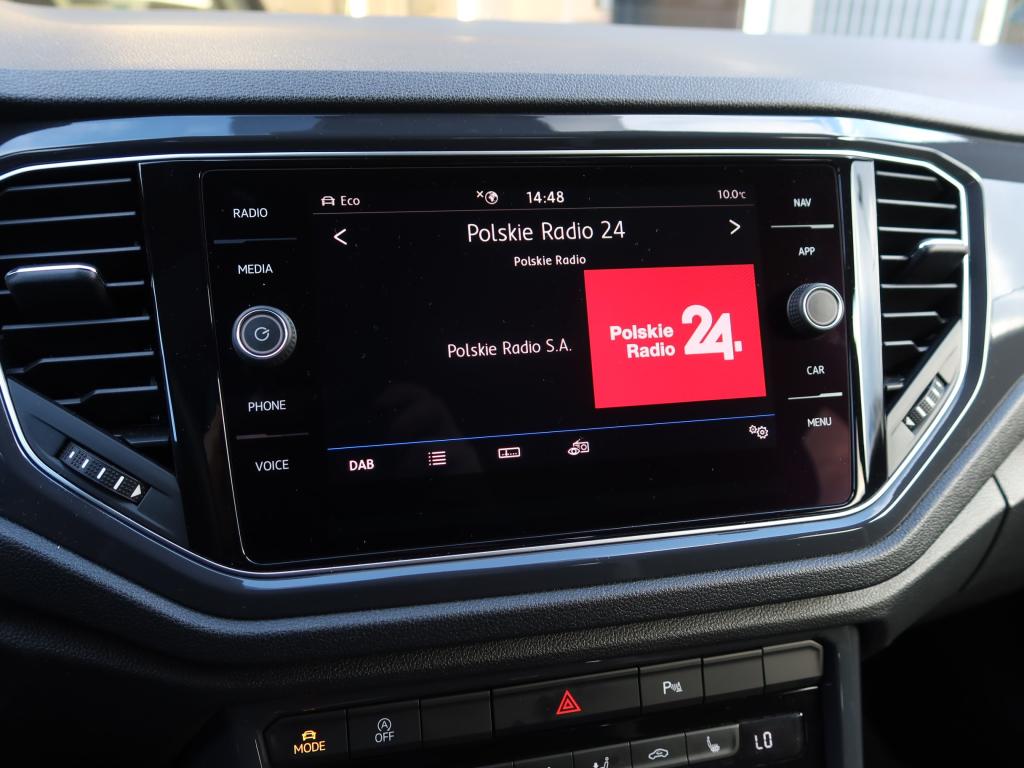 RADIO
MEDIA
PHONE
VOICE
Eco
14:48
10.0°C
< Polskie Radio 24 >
Polskie Radio
Polskie Radio S.A.
Polskie
Radio 24.
DAB
NAV
APP
CAR
MENU
MODE
A
OFF
P
LO